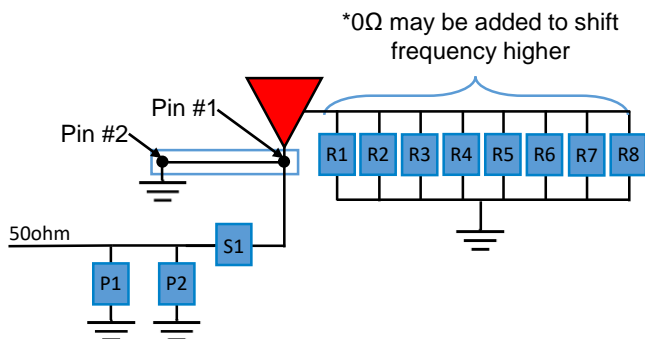 *0Ω may be added to shift
frequency higher
Pin #1
Pin #2
R1 R2 R3 R4 R5 R6 R7 R8
50ohm
S1
P1 P2